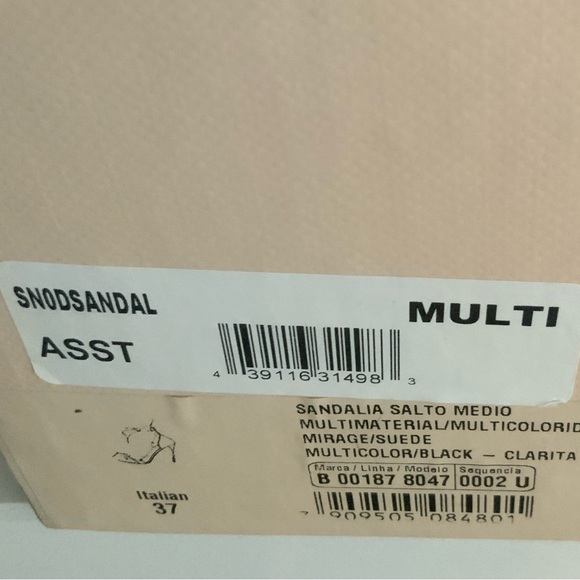 SNODSANDAL
MULTI
ASST
4 39116 31498 3
SANDALIA SALTO MEDIO
MULTIMATERIAL/MULTICOLORID
MIRAGE/SUEDE
MULTICOLOR/BLACK — CLARITA
Marca / Linha / Modelo Sequencia
B 00187 8047 0002 U
7 909505 084801
Italian
37